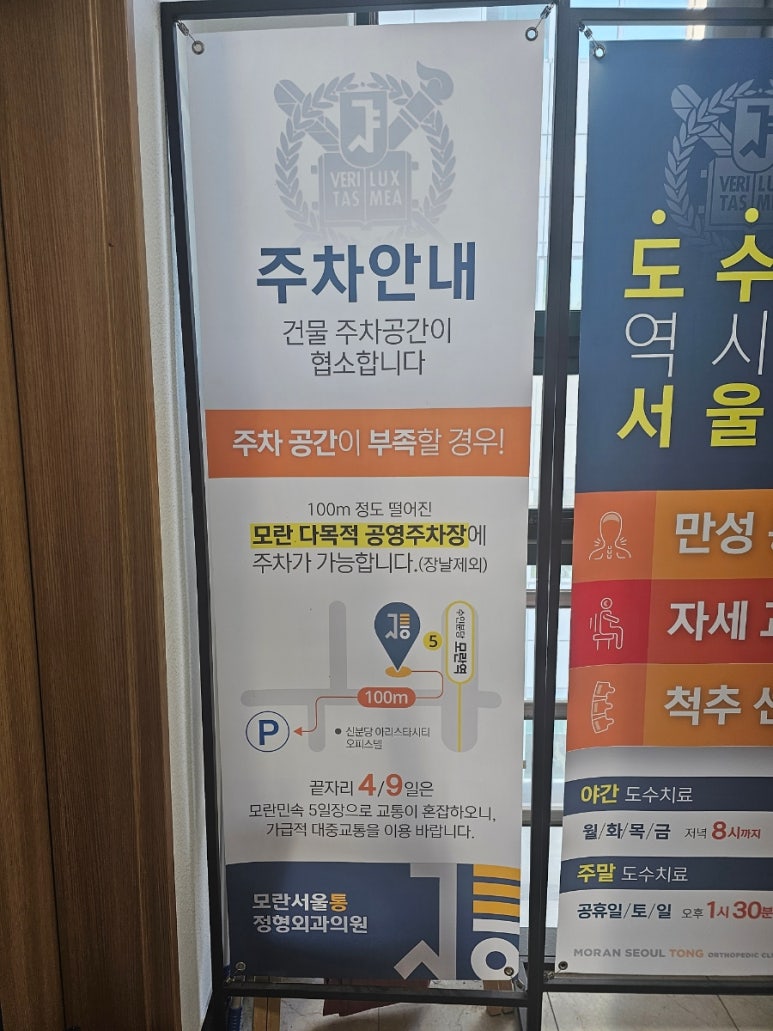 VERI LUX
TAS MEA
주차안내
건물 주차공간이
협소합니다
주차 공간이 부족할 경우!
100m 정도 떨어진
모란 다목적 공영주차장에
주차가 가능합니다.(장날제외)
5
수인분당 모란역
100m
P
신분당 아리스타시티
오피스텔
끝자리 4/9일은
모란민속 5일장으로 교통이 혼잡하오니,
가급적 대중교통을 이용 바랍니다.
모란서울통
정형외과의원
통
VERI LU
TAS ME
도수
역시
서울
만성
자세
척추
야간 도수치료
월/화/목/금 저녁 8시까지
주말 도수치료
공휴일/토/일 오후 1시 30분
MORAN SEOUL TONG ORTHOPEDIC CLI